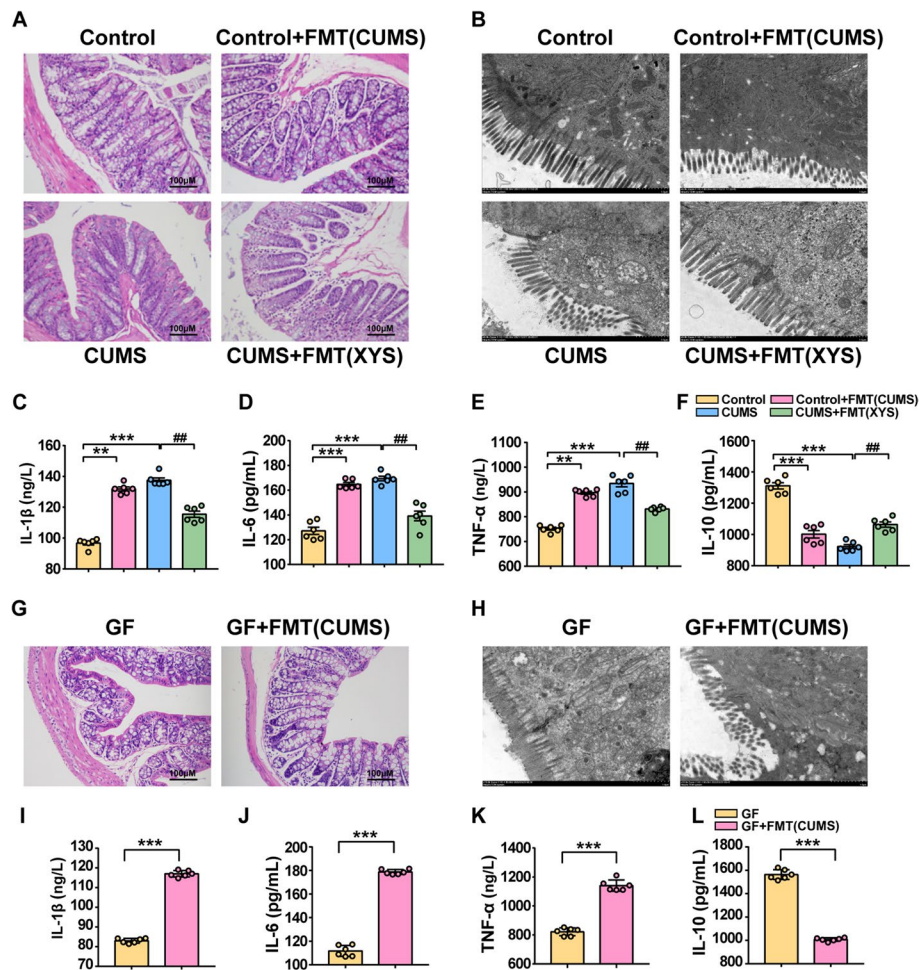 A
Control Control+FMT(CUMS)
100μM 100μM
100μM 100μM
CUMS CUMS+FMT(XYS)
B
Control Control+FMT(CUMS)
CUMS CUMS+FMT(XYS)
C
IL-1β (ng/L)
160
140
120
100
80
***
**
##
D
IL-6 (pg/mL)
200
180
160
140
120
100
***
***
##
E
TNF-α (ng/L)
1100
1000
900
800
700
600
***
**
##
F
Control Control+FMT(CUMS)
CUMS CUMS+FMT(XYS)
IL-10 (pg/mL)
1600
1400
1200
1000
800
***
***
##
G
GF GF+FMT(CUMS)
100μM 100μM
H
GF GF+FMT(CUMS)
I
IL-1β (ng/L)
130
120
110
100
90
80
70
***
J
IL-6 (pg/mL)
200
180
160
140
120
100
***
K
TNF-α (ng/L)
1400
1200
1000
800
600
***
L
GF
GF+FMT(CUMS)
IL-10 (pg/mL)
1800
1600
1400
1200
1000
800
***